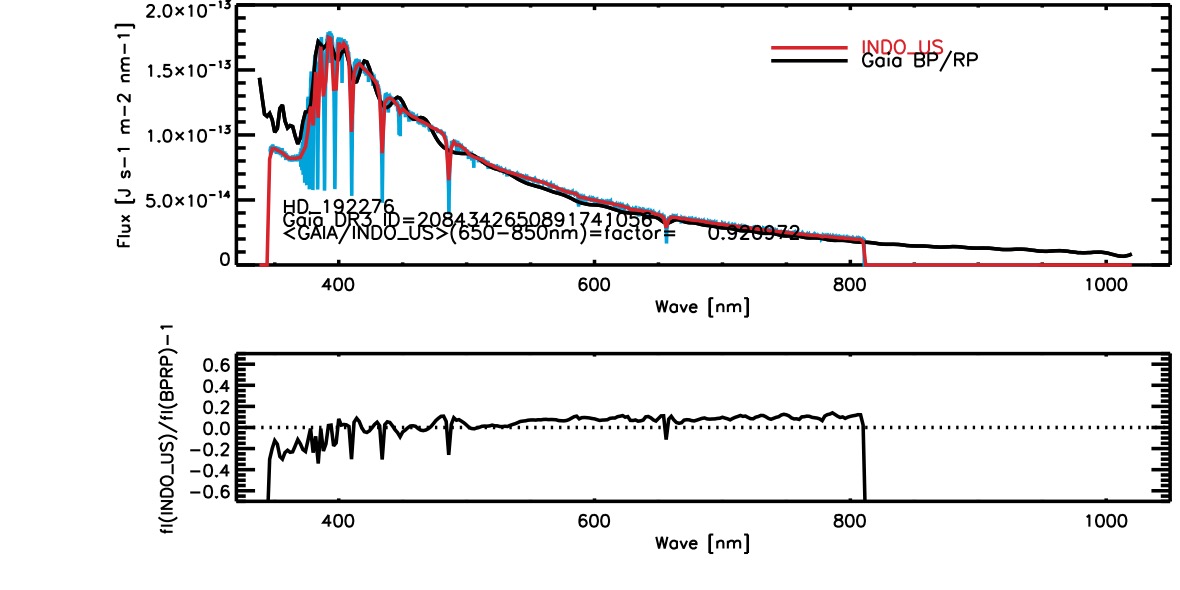 2.0×10⁻¹³
1.5×10⁻¹³
1.0×10⁻¹³
5.0×10⁻¹⁴
0
Flux [J s-1 m-2 nm-1]
INDO_US
Gaia BP/RP
HD_192276
Gaia DR3 ID=2084342650891741056
<GAIA/INDO_US>(650-850nm)=factor= 0.926972
400 600 800 1000
Wave [nm]
fl(INDO_US)/fl(BPRP)-1
0.6
0.4
0.2
0.0
-0.2
-0.4
-0.6
400 600 800 1000
Wave [nm]